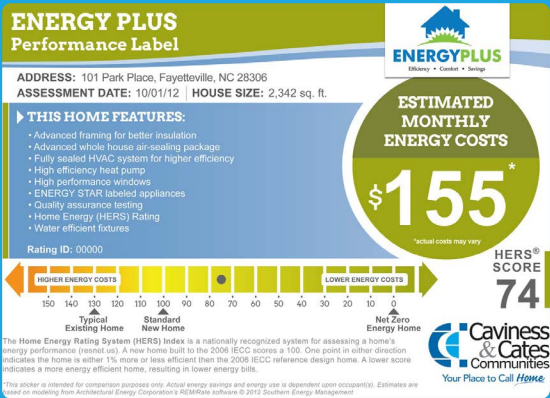 ENERGY PLUS
Performance Label
ENERGYPLUS
Efficiency • Comfort • Savings
ADDRESS: 101 Park Place, Fayetteville, NC 28306
ASSESSMENT DATE: 10/01/12 | HOUSE SIZE: 2,342 sq. ft.
THIS HOME FEATURES:
• Advanced framing for better insulation
• Advanced whole house air-sealing package
• Fully sealed HVAC system for higher efficiency
• High efficiency heat pump
• High performance windows
• ENERGY STAR labeled appliances
• Quality assurance testing
• Home Energy (HERS) Rating
• Water efficient fixtures
Rating ID: 00000
ESTIMATED
MONTHLY
ENERGY COSTS
$155*
*actual costs may vary
HERS®
SCORE
74
HIGHER ENERGY COSTS
LOWER ENERGY COSTS
150 140 130 120 110 100 90 80 70 60 50 40 30 20 10 0
Typical
Existing Home
Standard
New Home
Net Zero
Energy Home
The Home Energy Rating System (HERS) Index is a nationally recognized system for assessing a home's
energy performance (resnet.us). A new home built to the 2006 IECC scores a 100. One point in either direction
indicates the home is either 1% more or less efficient then the 2006 IECC reference design home. A lower score
indicates a more energy efficient home, resulting in lower energy bills.
*This sticker is intended for comparison purposes only. Actual energy savings and energy use is dependent upon occupant(s). Estimates are
based on modeling from Architectural Energy Corporation's REM/Rate software © 2012 Southern Energy Management
Caviness
& Cates
Communities
Your Place to Call Home